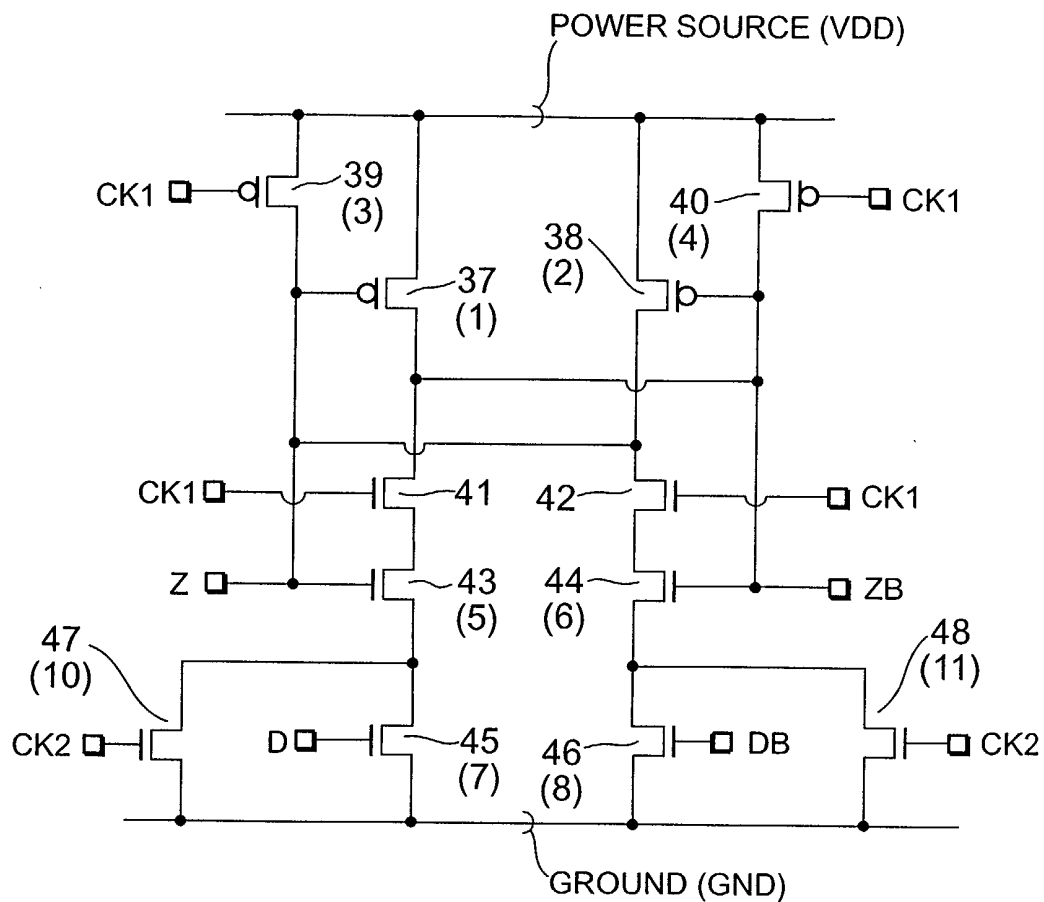 POWER SOURCE (VDD)
CK1
39
(3)
40
(4)
CK1
38
(2)
37
(1)
CK1
41
42
CK1
Z
43
(5)
44
(6)
ZB
47
(10)
48
(11)
CK2
D
45
(7)
46
(8)
DB
CK2
GROUND (GND)